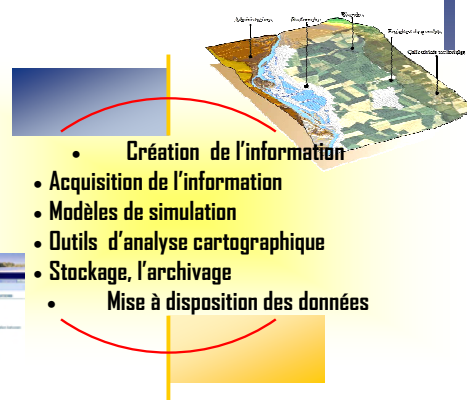 • Création de l'information
• Acquisition de l'information
• Modèles de simulation
• Outils d'analyse cartographique
• Stockage, l'archivage
• Mise à disposition des données